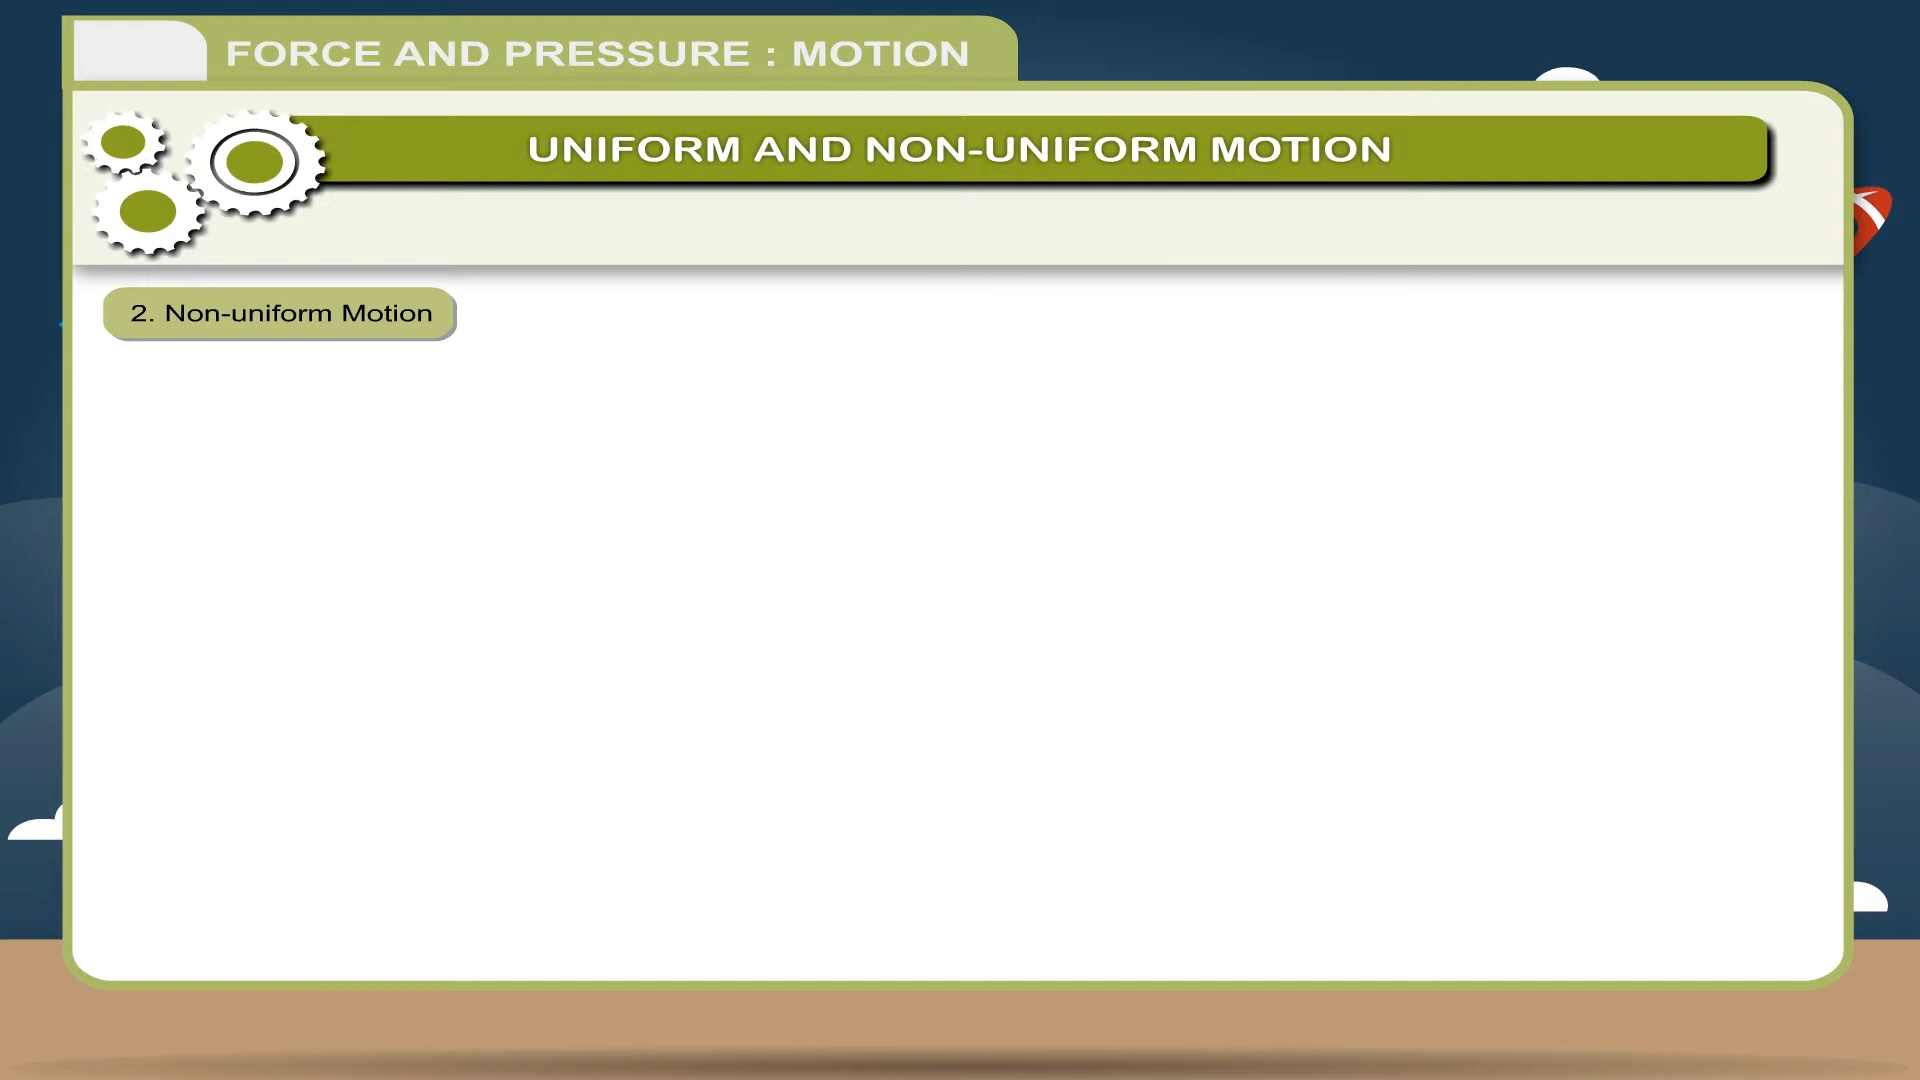 FORCE AND PRESSURE : MOTION
UNIFORM AND NON-UNIFORM MOTION
2. Non-uniform Motion